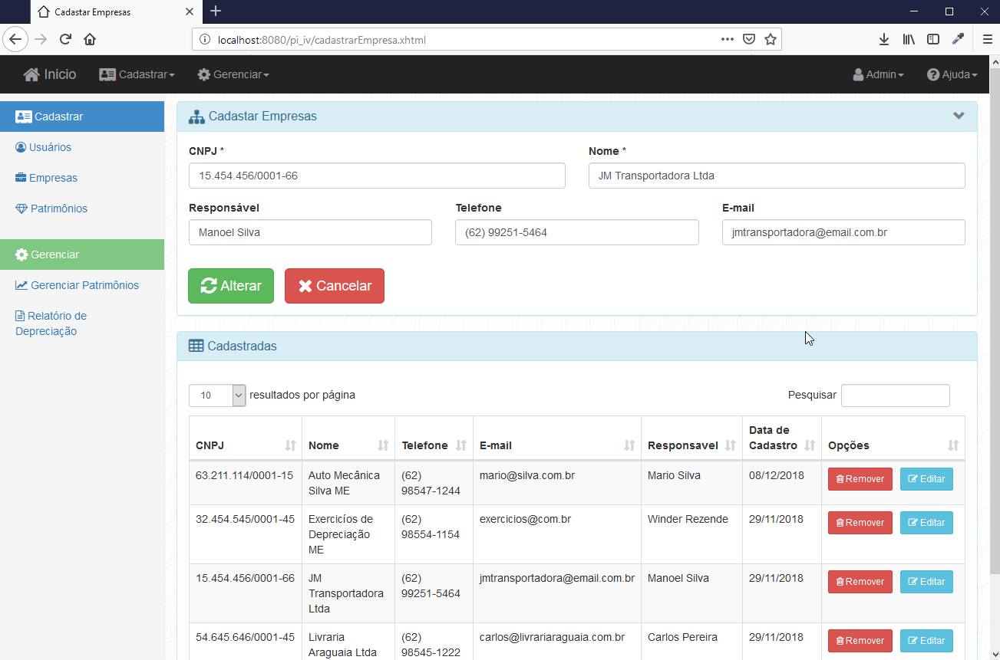 Cadastar Empresas
localhost:8080/pi_iv/cadastrarEmpresa.xhtml
Inicio Cadastrar Gerenciar Admin Ajuda
Cadastrar
Usuários
Empresas
Patrimônios
Gerenciar
Gerenciar Patrimônios
Relatório de
Depreciação
Cadastar Empresas
CNPJ * Nome *
15.454.456/0001-66 JM Transportadora Ltda
Responsável Telefone E-mail
Manoel Silva (62) 99251-5464 jmtransportadora@email.com.br
Alterar Cancelar
Cadastradas
10 resultados por página Pesquisar
Data de
CNPJ Nome Telefone E-mail Responsavel Cadastro Opções
63.211.114/0001-15 Auto Mecânica (62) mario@silva.com.br Mario Silva 08/12/2018 Remover Editar
Silva ME 98547-1244
32.454.545/0001-45 Exercicíos de (62) exercicios@com.br Winder Rezende 29/11/2018 Remover Editar
Depreciação 98554-1154
ME
15.454.456/0001-66 JM (62) jmtransportadora@email.com.br Manoel Silva 29/11/2018 Remover Editar
Transportadora 99251-5464
Ltda
54.645.646/0001-45 Livraria (62) carlos@livrariaraguaia.com.br Carlos Pereira 29/11/2018 Remover Editar
Araguaia Ltda 98545-1222